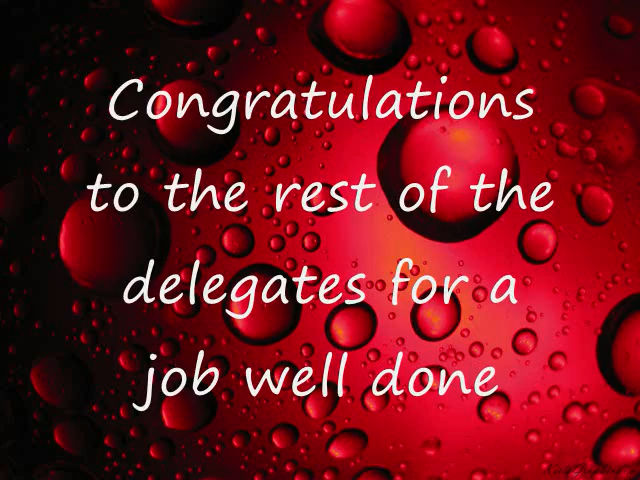 Congratulations
to the rest of the
delegates for a
job well done